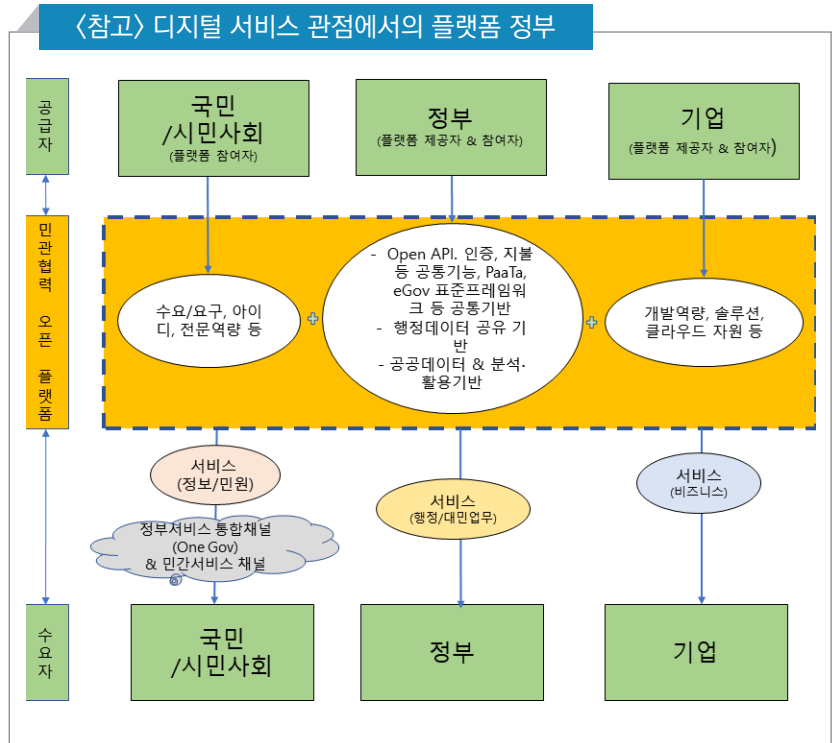 〈참고〉 디지털 서비스 관점에서의 플랫폼 정부
공급자
국민
/시민사회
(플랫폼 참여자)
정부
(플랫폼 제공자 & 참여자)
기업
(플랫폼 제공자 & 참여자)
민관협력 오픈 플랫폼
수요/요구, 아이
디, 전문역량 등
+
- Open API. 인증, 지불
등 공통기능, PaaTa,
eGov 표준프레임워
크 등 공통기반
- 행정데이터 공유 기
반
- 공공데이터 & 분석·
활용기반
+
개발역량, 솔루션,
클라우드 자원 등
서비스
(정보/민원)
서비스
(행정/대민업무)
서비스
(비즈니스)
정부서비스 통합채널
(One Gov)
& 민간서비스 채널
수요자
국민
/시민사회
정부
기업